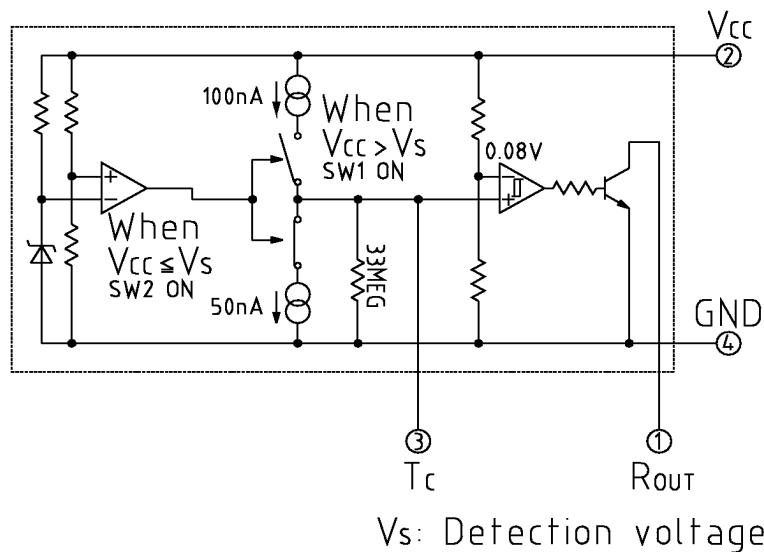 Vcc
②
100nA
When
Vcc > Vs
SW1 ON
0.08V
+
−
−
+
When
Vcc ≦ Vs
SW2 ON
50nA
33MEG
GND
④
③
①
Tc
ROUT
Vs: Detection voltage